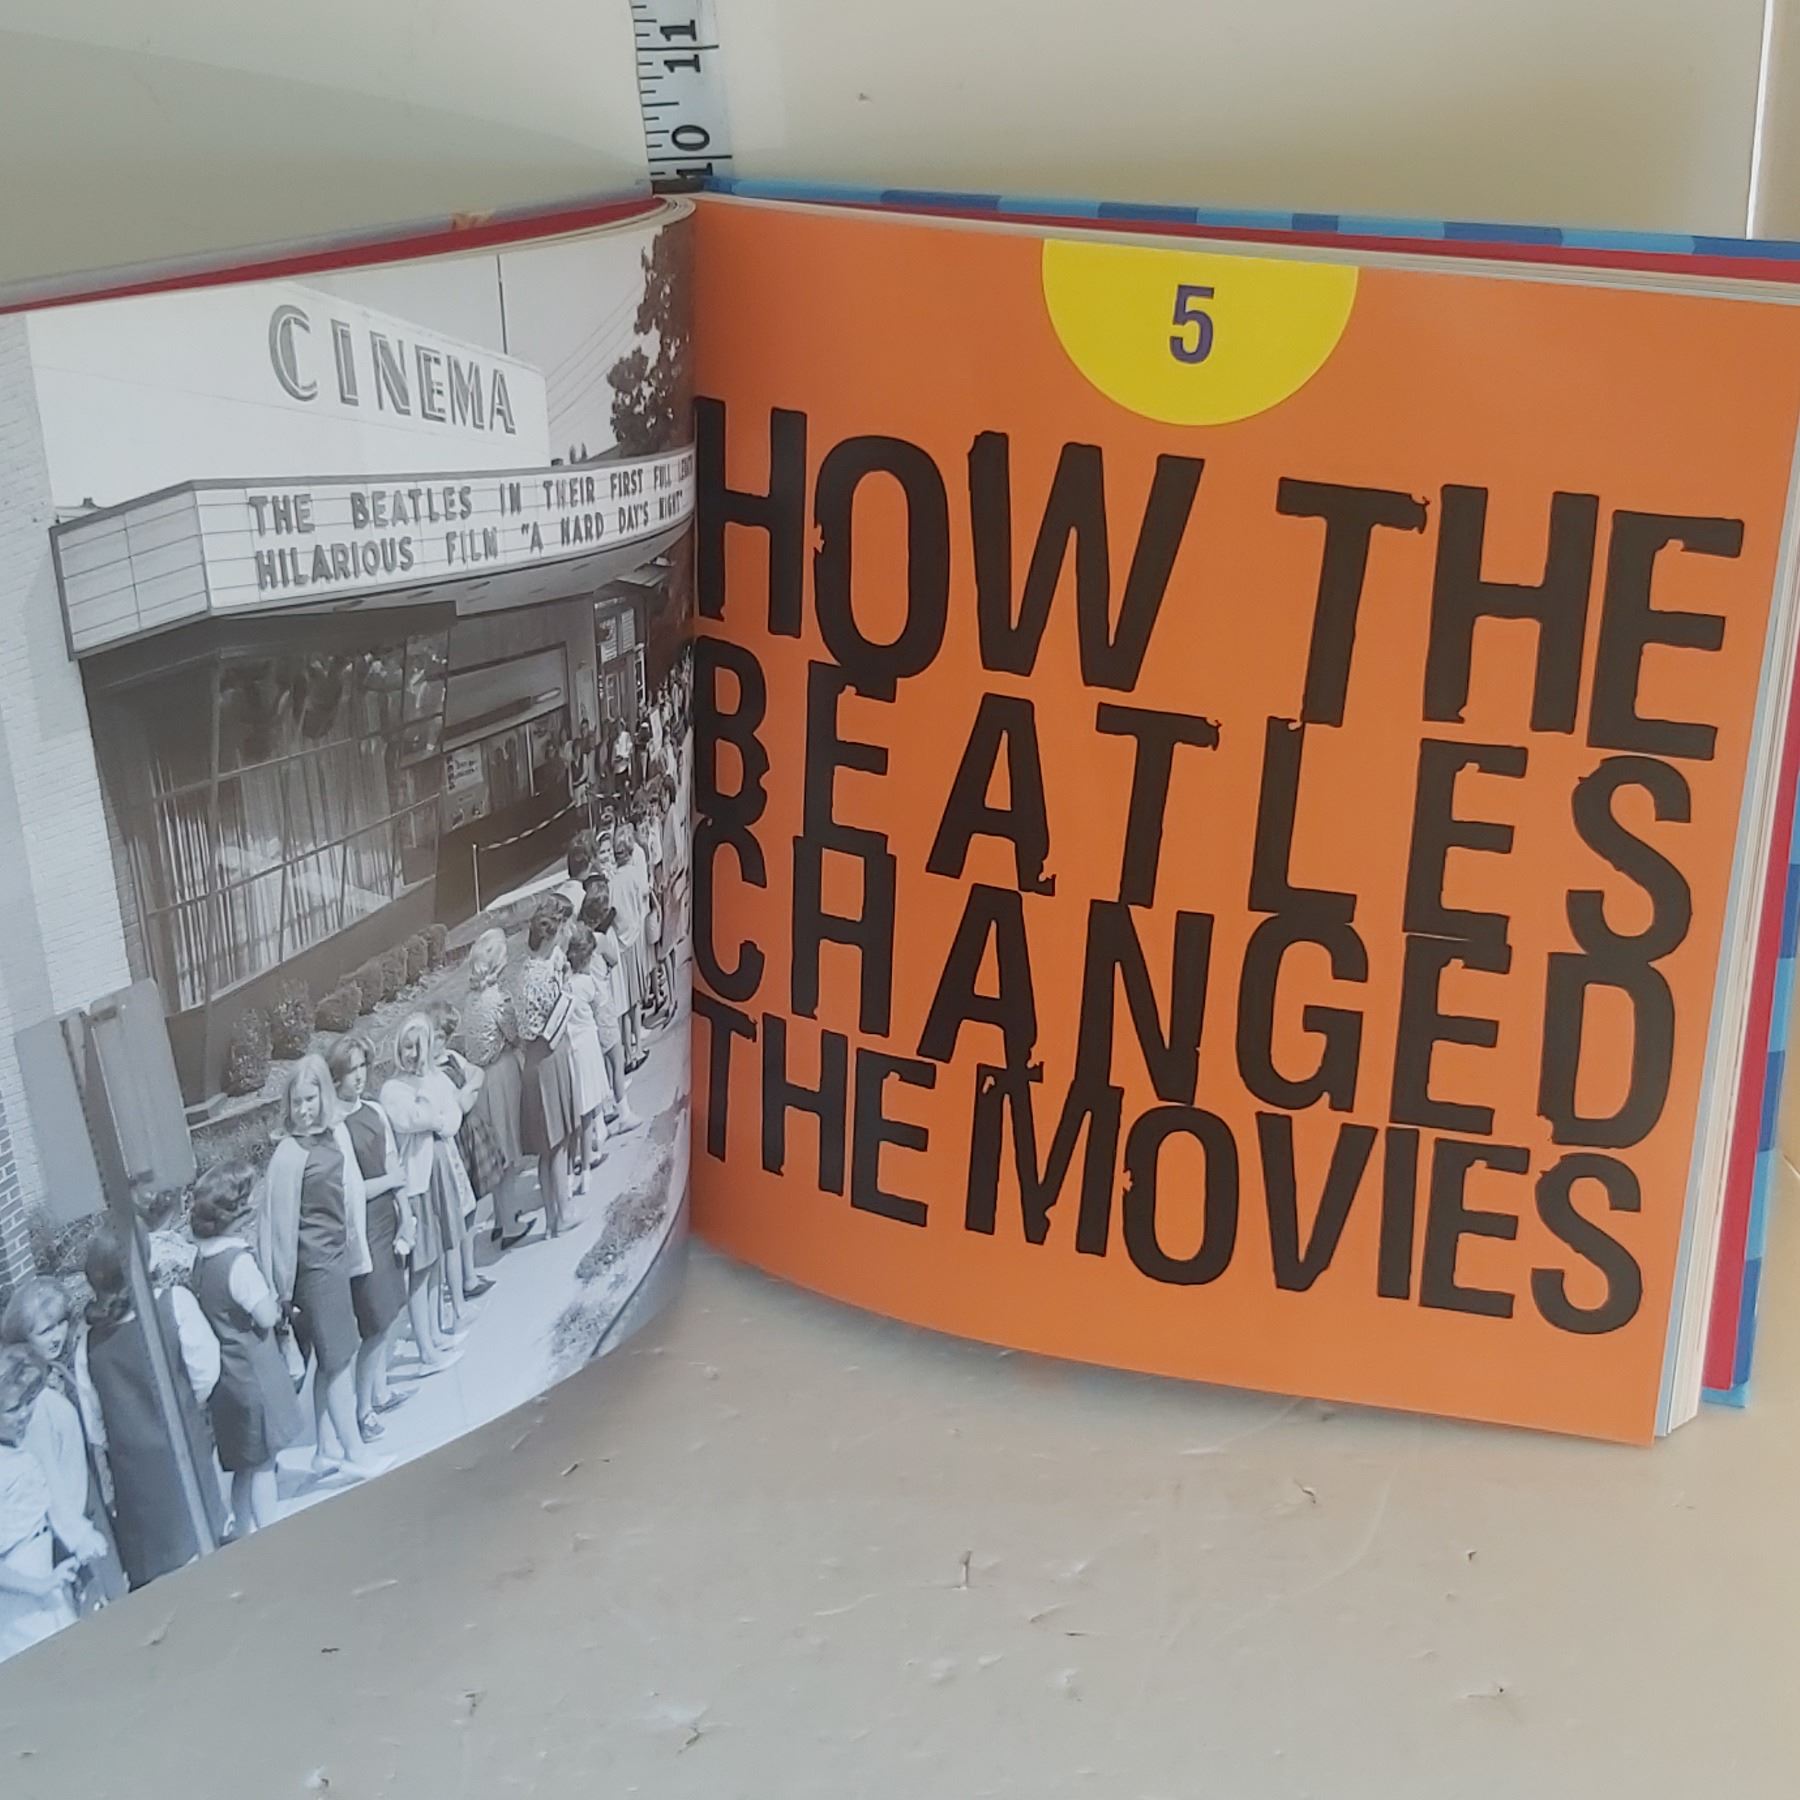 11
10
CINEMA
THE BEATLES IN THEIR FIRST FULL LENGTH
HILARIOUS FILM "A HARD DAY'S NIGHT"
5
HOW THE
BEATLES
CHANGED
THE MOVIES